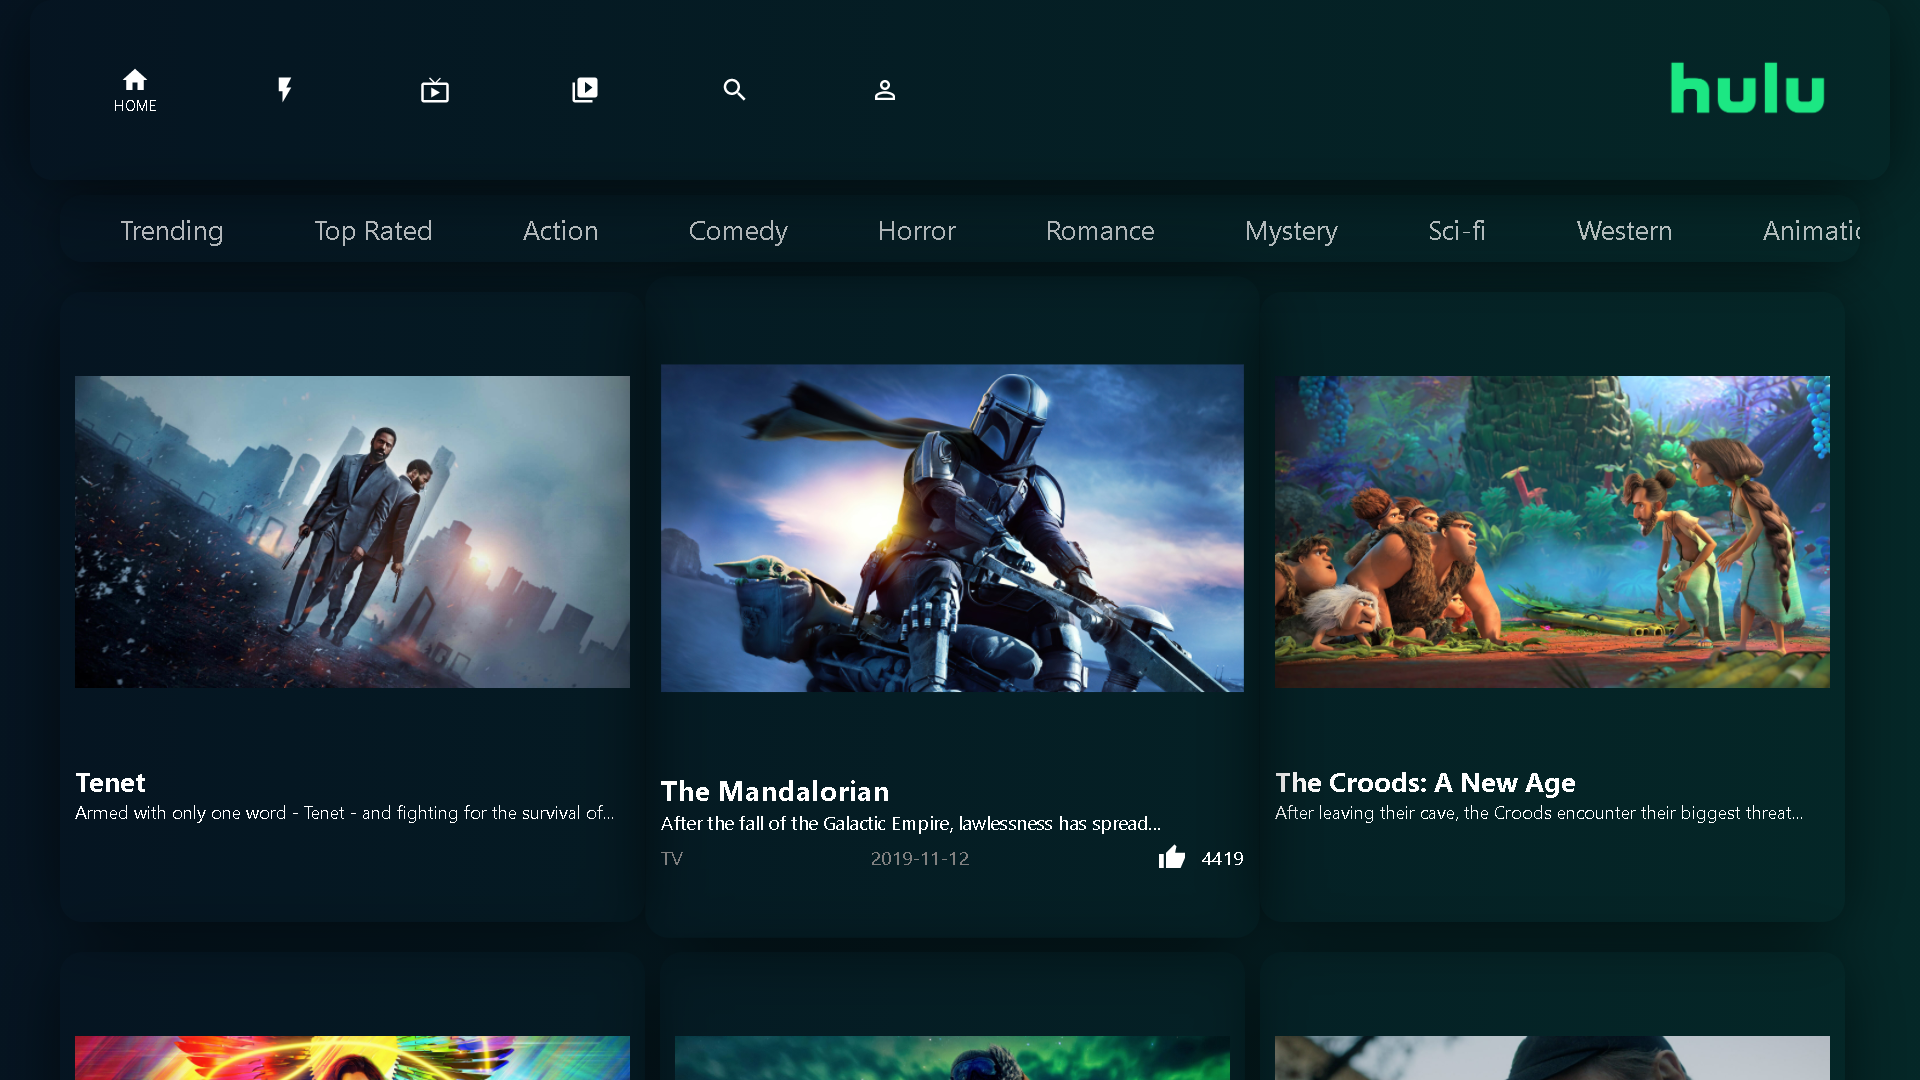 HOME
hulu
Trending Top Rated Action Comedy Horror Romance Mystery Sci-fi Western Animatic
Tenet
Armed with only one word - Tenet - and fighting for the survival of...
The Mandalorian
After the fall of the Galactic Empire, lawlessness has spread...
TV 2019-11-12 4419
The Croods: A New Age
After leaving their cave, the Croods encounter their biggest threat...